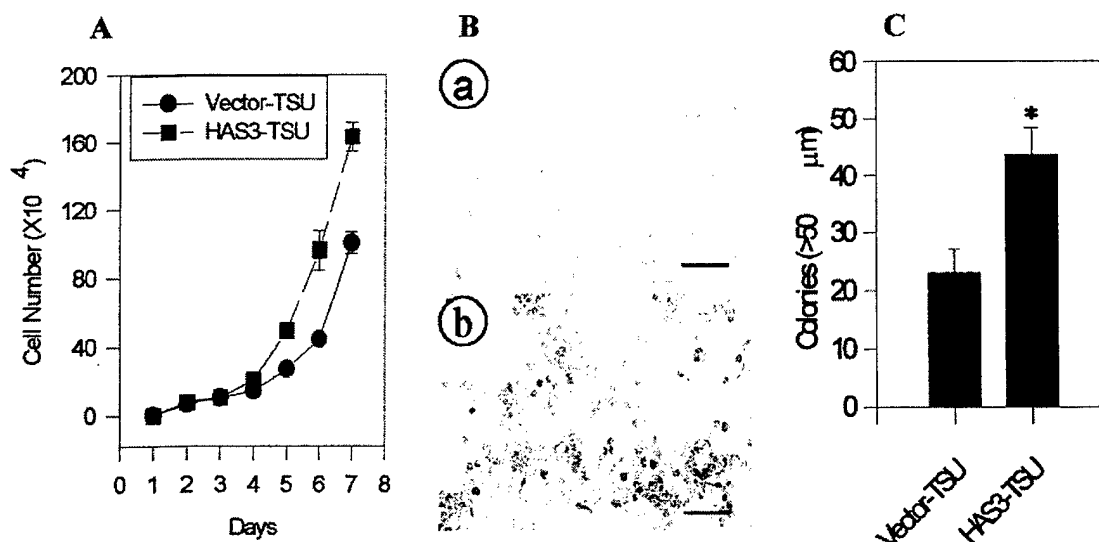 A
Cell Number (X10 4)
200
160
120
80
40
0
Vector-TSU
HAS3-TSU
0 1 2 3 4 5 6 7 8
Days
B
a
b
C
Colonies (>50 μm)
60
50
40
30
20
10
0
*
Vector-TSU
HAS3-TSU